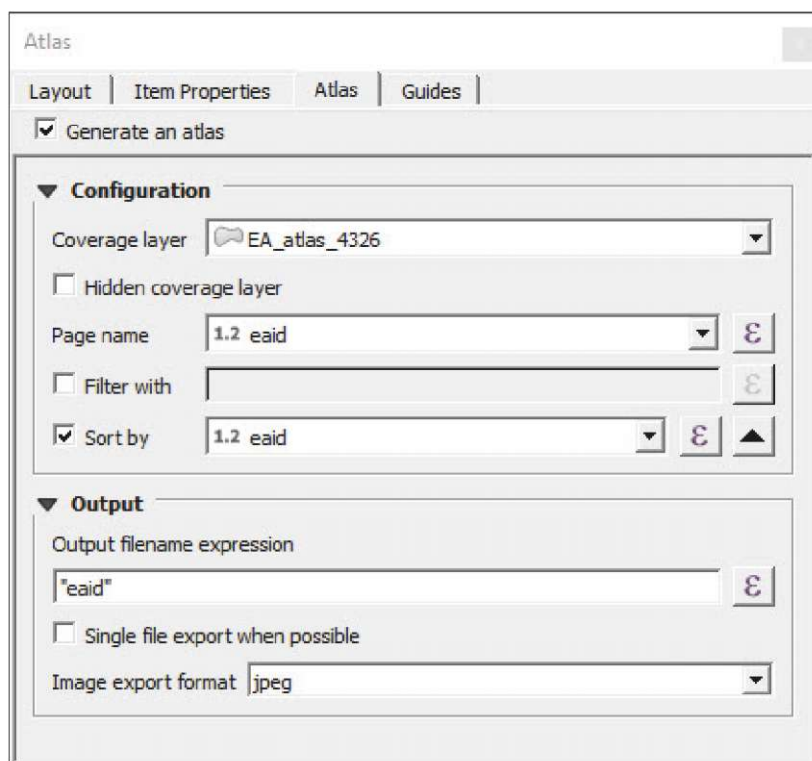 Atlas
Layout Item Properties Atlas Guides
Generate an atlas
Configuration
Coverage layer EA_atlas_4326
Hidden coverage layer
Page name 1.2 eaid ε
Filter with ε
Sort by 1.2 eaid ε
Output
Output filename expression
"eaid" ε
Single file export when possible
Image export format jpeg